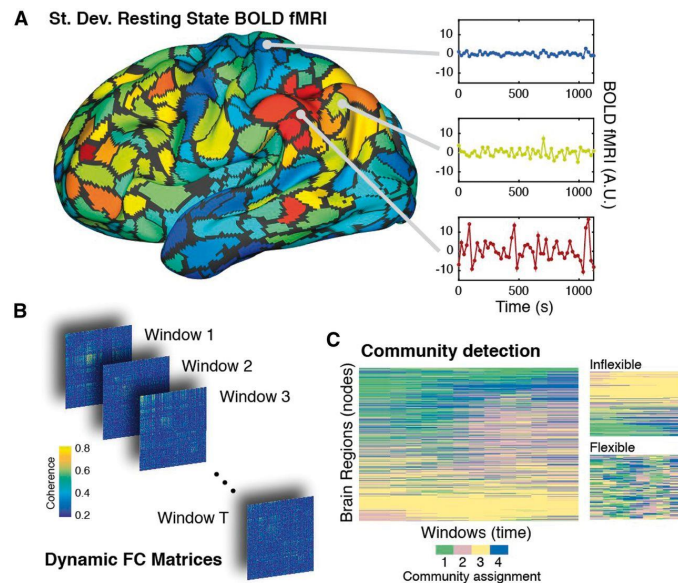 A St. Dev. Resting State BOLD fMRI
10
0
-10
0 500 1000
10
0
-10
0 500 1000
10
0
-10
0 500 1000
Time (s)
BOLD fMRI (A.U.)
B
Window 1
Window 2
Window 3
Window T
Coherence
0.8
0.6
0.4
0.2
Dynamic FC Matrices
C
Community detection
Brain Regions (nodes)
Windows (time)
1 2 3 4
Community assignment
Inflexible
Flexible